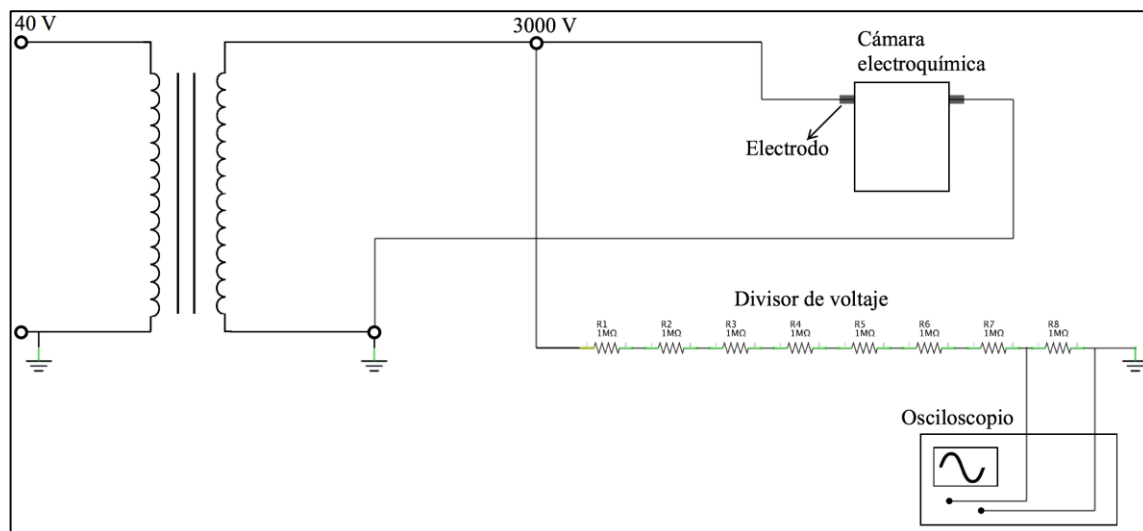 40 V
3000 V
Cámara
electroquímica
Electrodo
Divisor de voltaje
R1 R2 R3 R4 R5 R6 R7 R8
1MΩ 1MΩ 1MΩ 1MΩ 1MΩ 1MΩ 1MΩ 1MΩ
Osciloscopio